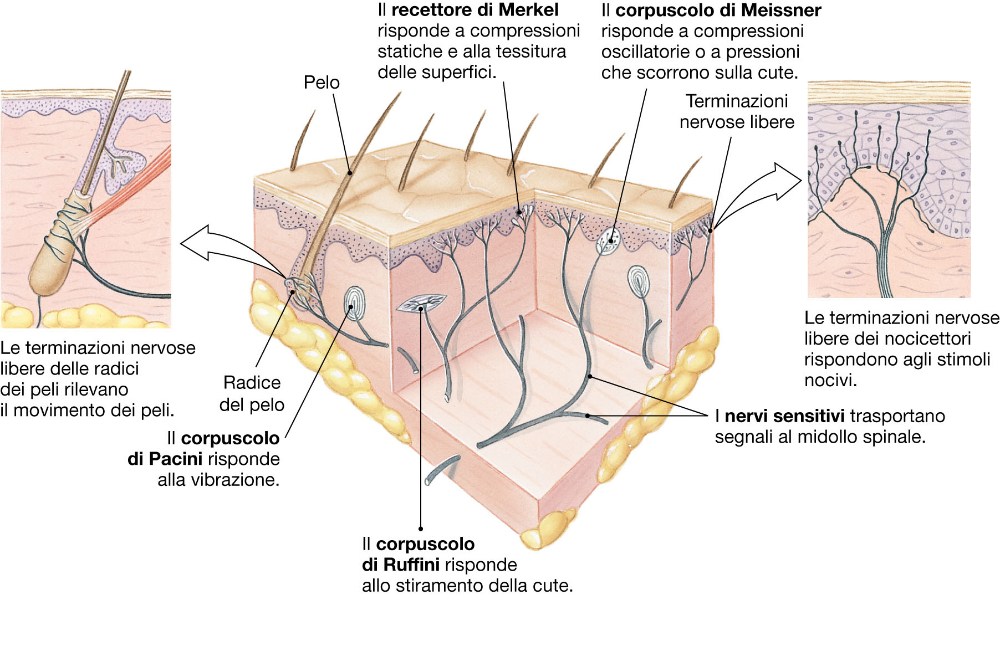 Il recettore di Merkel
risponde a compressioni
statiche e alla tessitura
delle superfici.
Il corpuscolo di Meissner
risponde a compressioni
oscillatorie o a pressioni
che scorrono sulla cute.
Pelo
Terminazioni
nervose libere
Le terminazioni nervose
libere delle radici
dei peli rilevano
il movimento dei peli.
Radice
del pelo
Il corpuscolo
di Pacini risponde
alla vibrazione.
Le terminazioni nervose
libere dei nocicettori
rispondono agli stimoli
nocivi.
I nervi sensitivi trasportano
segnali al midollo spinale.
Il corpuscolo
di Ruffini risponde
allo stiramento della cute.